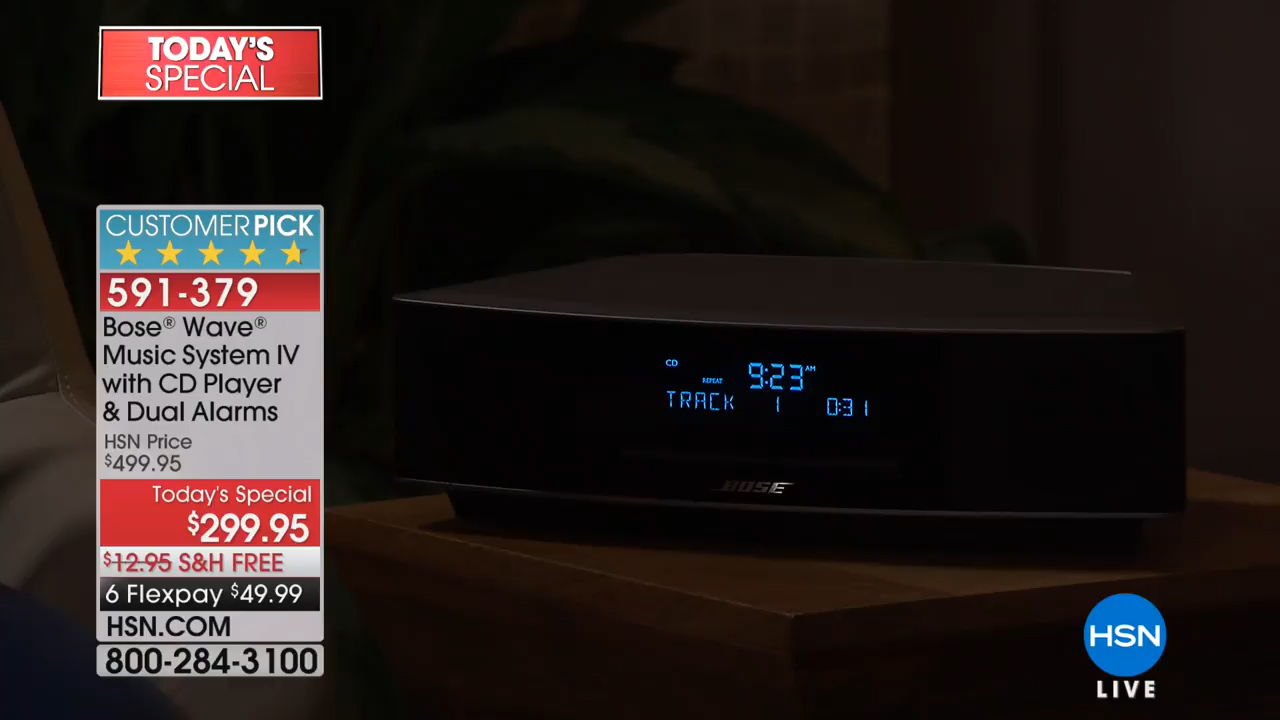 TODAY'S
SPECIAL
CUSTOMER PICK
591-379
Bose® Wave®
Music System IV
with CD Player
& Dual Alarms
HSN Price
$499.95
Today's Special
$299.95
$12.95 S&H FREE
6 Flexpay $49.99
HSN.COM
800-284-3100
CD
9:23 AM
REPEAT
TRACK 1 0:31
BOSE
HSN
LIVE